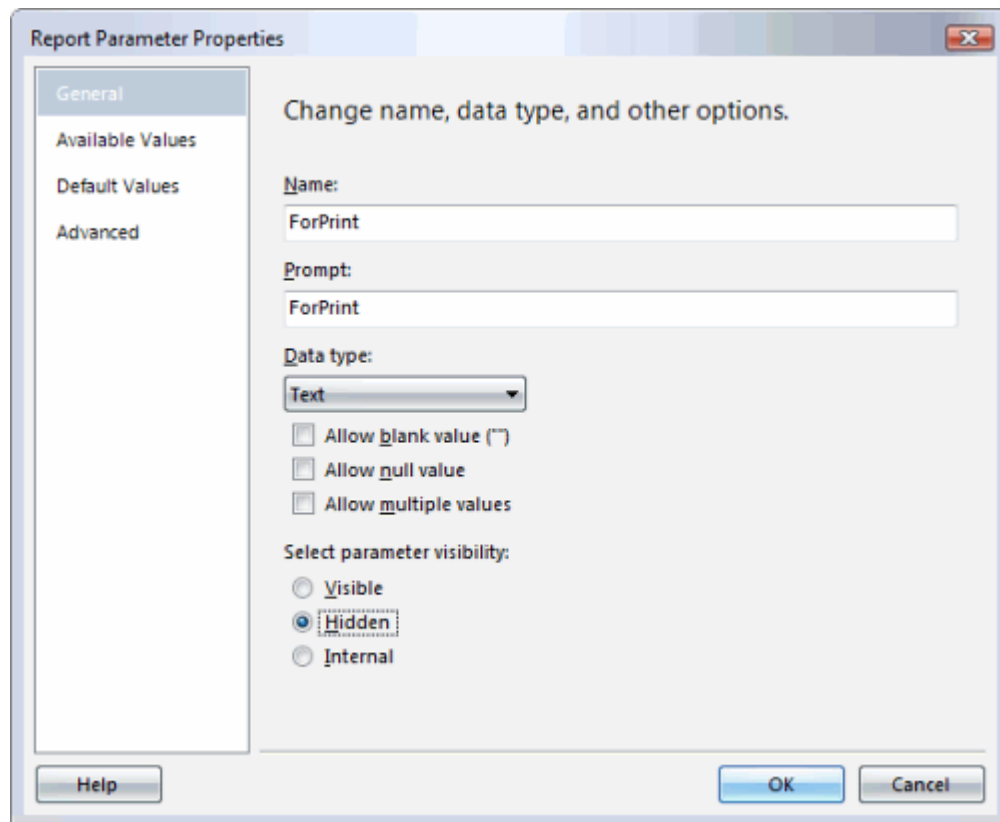 Report Parameter Properties
General
Available Values
Default Values
Advanced
Change name, data type, and other options.
Name:
ForPrint
Prompt:
ForPrint
Data type:
Text
Allow blank value ("")
Allow null value
Allow multiple values
Select parameter visibility:
Visible
Hidden
Internal
Help
OK
Cancel